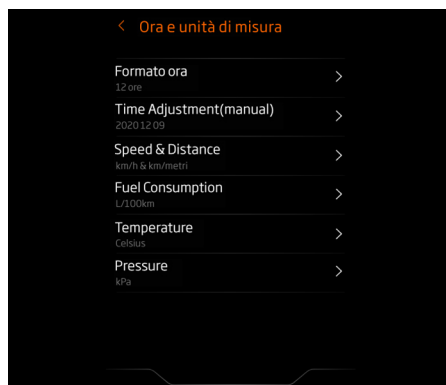 Ora e unità di misura
Formato ora
12 ore
Time Adjustment(manual)
2020 12 09
Speed & Distance
km/h & km/metri
Fuel Consumption
L/100km
Temperature
Celsius
Pressure
kPa